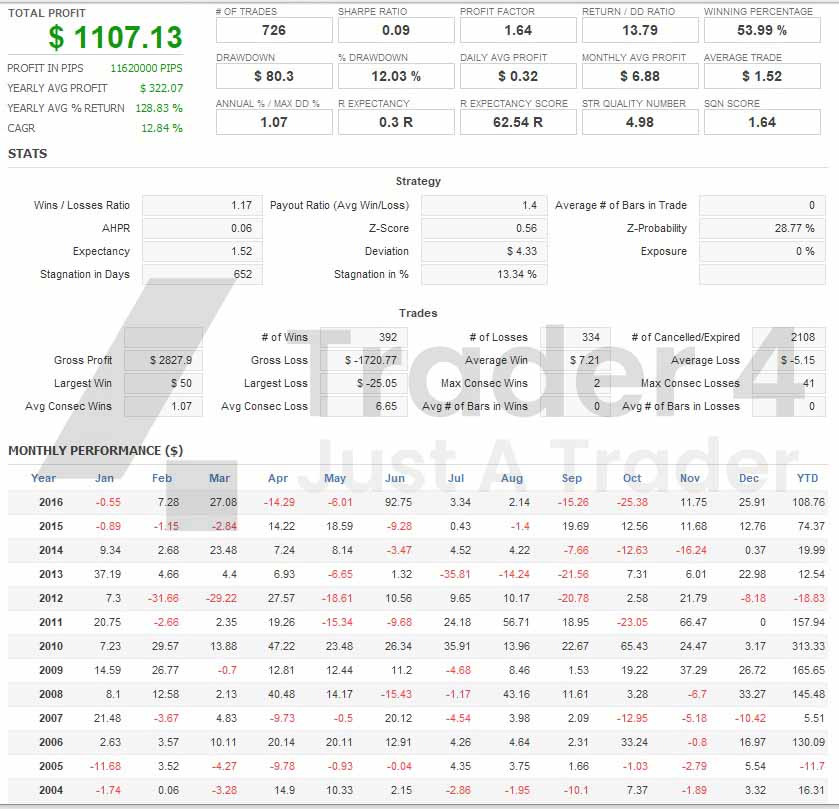 TOTAL PROFIT
$ 1107.13
PROFIT IN PIPS 11620000 PIPS
YEARLY AVG PROFIT $ 322.07
YEARLY AVG % RETURN 128.83 %
CAGR 12.84 %
# OF TRADES SHARPE RATIO PROFIT FACTOR RETURN / DD RATIO WINNING PERCENTAGE
726 0.09 1.64 13.79 53.99 %
DRAWDOWN % DRAWDOWN DAILY AVG PROFIT MONTHLY AVG PROFIT AVERAGE TRADE
$ 80.3 12.03 % $ 0.32 $ 6.88 $ 1.52
ANNUAL % / MAX DD % R EXPECTANCY R EXPECTANCY SCORE STR QUALITY NUMBER SQN SCORE
1.07 0.3 R 62.54 R 4.98 1.64
STATS
Strategy
Wins / Losses Ratio 1.17 Payout Ratio (Avg Win/Loss) 1.4 Average # of Bars in Trade 0
AHPR 0.06 Z-Score 0.56 Z-Probability 28.77 %
Expectancy 1.52 Deviation $ 4.33 Exposure 0 %
Stagnation in Days 652 Stagnation in % 13.34 %
Trades
# of Wins 392 # of Losses 334 # of Cancelled/Expired 2108
Gross Profit $ 2827.9 Gross Loss $ -1720.77 Average Win $ 7.21 Average Loss $ -5.15
Largest Win $ 50 Largest Loss $ -25.05 Max Consec Wins 2 Max Consec Losses 41
Avg Consec Wins 1.07 Avg Consec Loss 6.65 Avg # of Bars in Wins 0 Avg # of Bars in Losses 0
Trader 4
Just A Trader
MONTHLY PERFORMANCE ($)
Year Jan Feb Mar Apr May Jun Jul Aug Sep Oct Nov Dec YTD
2016 -0.55 7.28 27.08 -14.29 -6.01 92.75 3.34 2.14 -15.26 -25.38 11.75 25.91 108.76
2015 -0.89 -1.15 -2.84 14.22 18.59 -9.28 0.43 -1.4 19.69 12.56 11.68 12.76 74.37
2014 9.34 2.68 23.48 7.24 8.14 -3.47 4.52 4.22 -7.66 -12.63 -16.24 0.37 19.99
2013 37.19 4.66 4.4 6.93 -6.65 1.32 -35.81 -14.24 -21.56 7.31 6.01 22.98 12.54
2012 7.3 -31.66 -29.22 27.57 -18.61 10.56 9.65 10.17 -20.78 2.58 21.79 -8.18 -18.83
2011 20.75 -2.66 2.35 19.26 -15.34 -9.68 24.18 56.71 18.95 -23.05 66.47 0 157.94
2010 7.23 29.57 13.88 47.22 23.48 26.34 35.91 13.96 22.67 65.43 24.47 3.17 313.33
2009 14.59 26.77 -0.7 12.81 12.44 11.2 -4.68 8.46 1.53 19.22 37.29 26.72 165.65
2008 8.1 12.58 2.13 40.48 14.17 -15.43 -1.17 43.16 11.61 3.28 -6.7 33.27 145.48
2007 21.48 -3.67 4.83 -9.73 -0.5 20.12 -4.54 3.98 2.09 -12.95 -5.18 -10.42 5.51
2006 2.63 3.57 10.11 20.14 20.11 12.91 4.26 4.64 2.31 33.24 -0.8 16.97 130.09
2005 -11.68 3.52 -4.27 -9.78 -0.93 -0.04 4.35 3.75 1.66 -1.03 -2.79 5.54 -11.7
2004 -1.74 0.06 -3.28 14.9 10.33 2.15 -2.86 -1.95 -10.1 7.37 -1.89 3.32 16.31